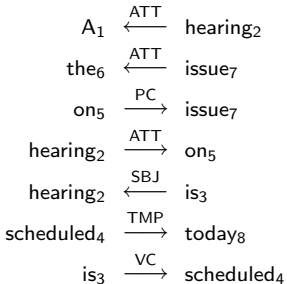 A₁ ←ATT hearing₂
the₆ ←ATT issue₇
on₅ →PC issue₇
hearing₂ →ATT on₅
hearing₂ ←SBJ is₃
scheduled₄ →TMP today₈
is₃ →VC scheduled₄